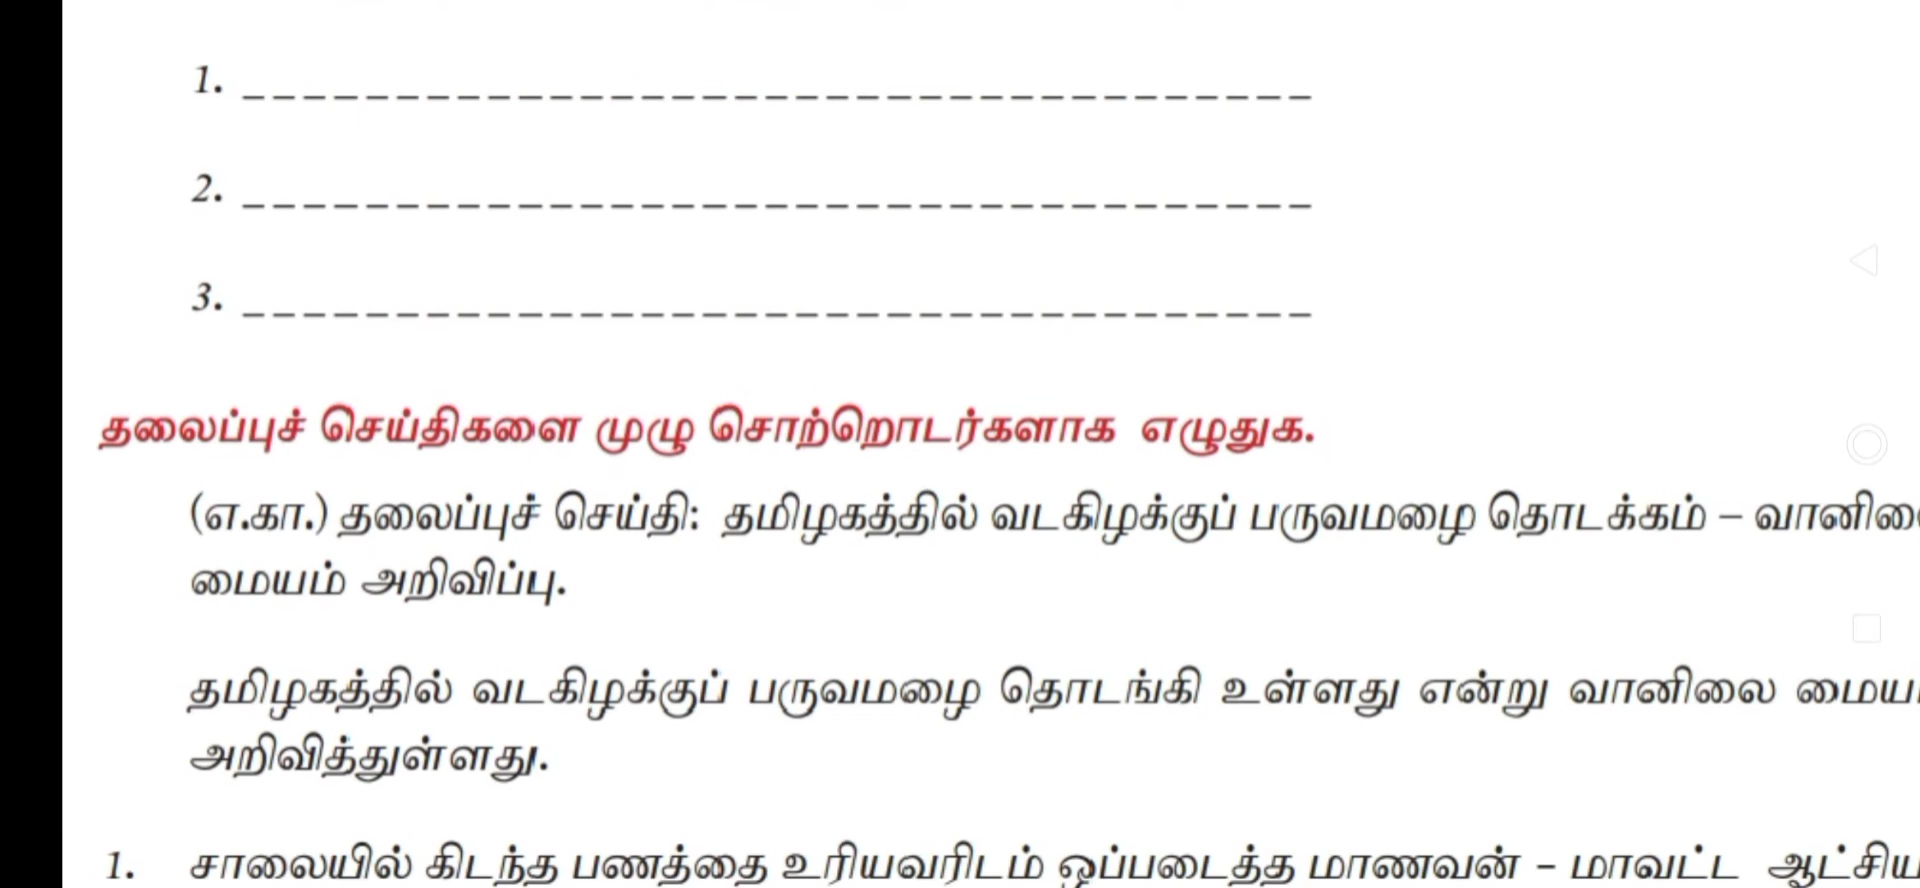 1.
2.
3.
தலைப்புச் செய்திகளை முழு சொற்றொடர்களாக எழுதுக.
(எ.கா.) தலைப்புச் செய்தி: தமிழகத்தில் வடகிழக்குப் பருவமழை தொடக்கம் –
மையம் அறிவிப்பு.
தமிழகத்தில் வடகிழக்குப் பருவமழை தொடங்கி உள்ளது என்று வானிலை
அறிவித்துள்ளது.
1. சாலையில் கிடந்த பணத்தை உரியவரிடம் ஒப்படைத்த மாணவன் – மாவட்ட